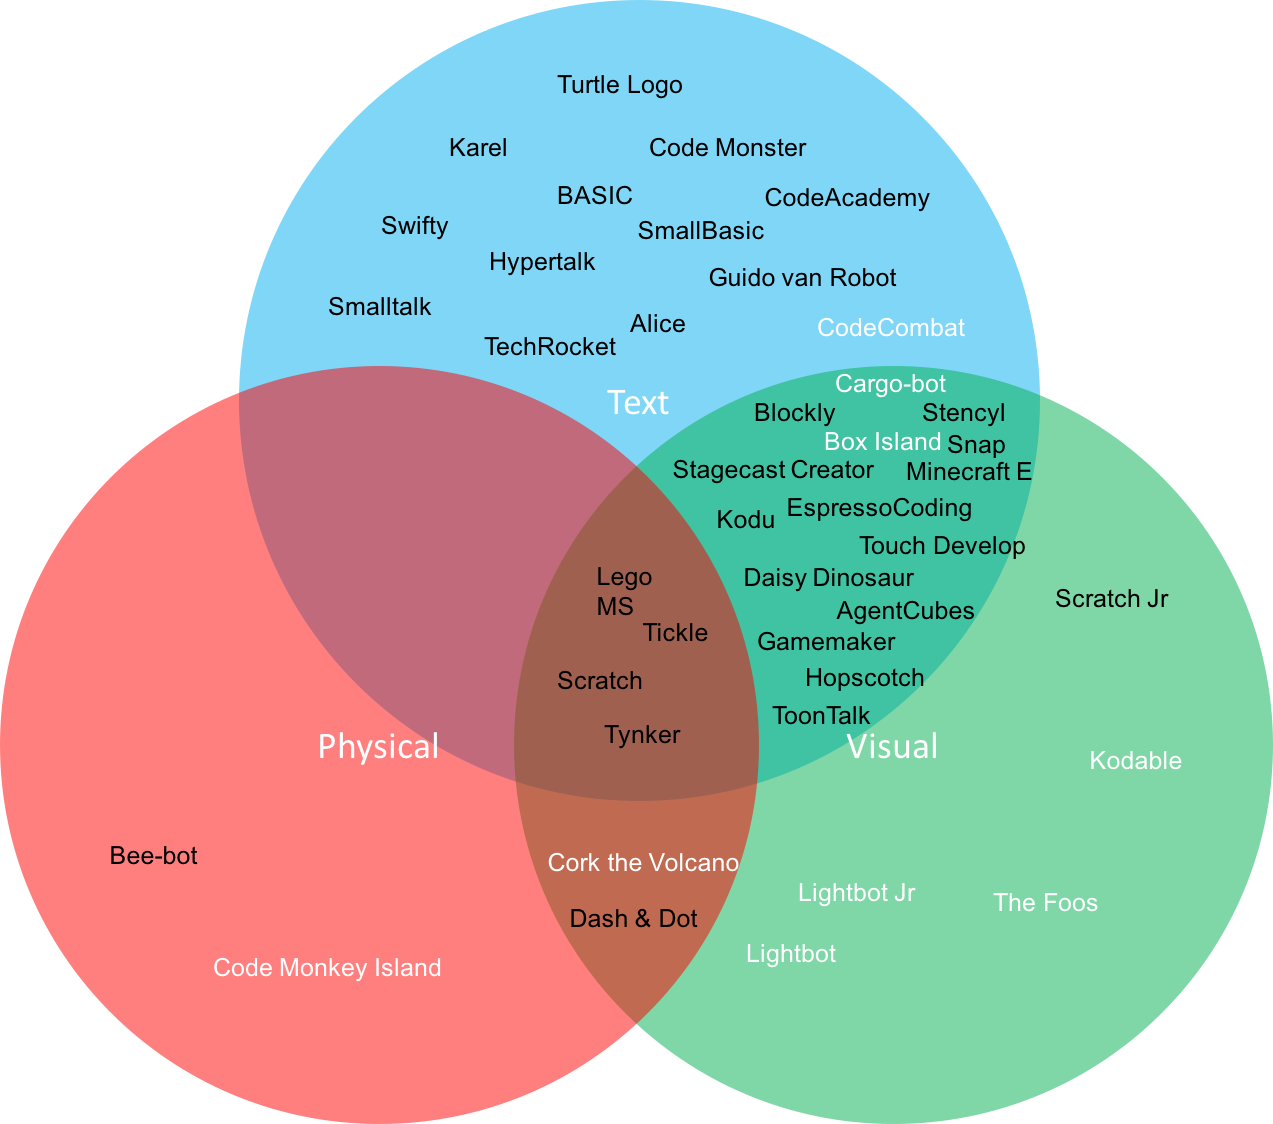 Turtle Logo
Karel
Code Monster
BASIC
CodeAcademy
Swifty
SmallBasic
Hypertalk
Guido van Robot
Smalltalk
Alice
CodeCombat
TechRocket
Text
Cargo-bot
Blockly
Stencyl
Box Island
Snap
Stagecast Creator
Minecraft E
EspressoCoding
Kodu
Touch Develop
Lego
MS
Daisy Dinosaur
Scratch Jr
AgentCubes
Tickle
Gamemaker
Scratch
Hopscotch
ToonTalk
Tynker
Physical
Visual
Kodable
Bee-bot
Cork the Volcano
Lightbot Jr
The Foos
Dash & Dot
Lightbot
Code Monkey Island